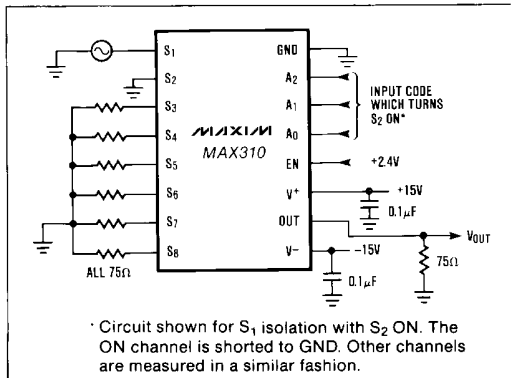 S1
S2
S3
S4
S5
S6
S7
S8
ALL 75Ω
MAXIM
MAX310
GND
A2
A1
A0
EN
V+
OUT
V−
INPUT CODE
WHICH TURNS
S2 ON*
+2.4V
+15V
0.1µF
VOUT
−15V
75Ω
0.1µF
* Circuit shown for S1 isolation with S2 ON. The
ON channel is shorted to GND. Other channels
are measured in a similar fashion.